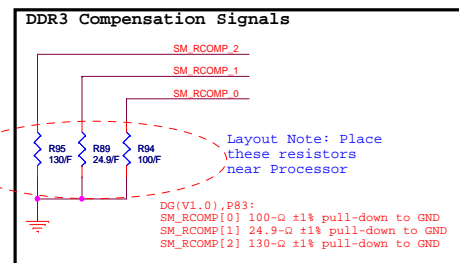 DDR3 Compensation Signals
SM_RCOMP_2
SM_RCOMP_1
SM_RCOMP_0
R95
130/F
R89
24.9/F
R94
100/F
Layout Note: Place
these resistors
near Processor
DG(V1.0),P83:
SM_RCOMP[0] 100-Ω ±1% pull-down to GND
SM_RCOMP[1] 24.9-Ω ±1% pull-down to GND
SM_RCOMP[2] 130-Ω ±1% pull-down to GND